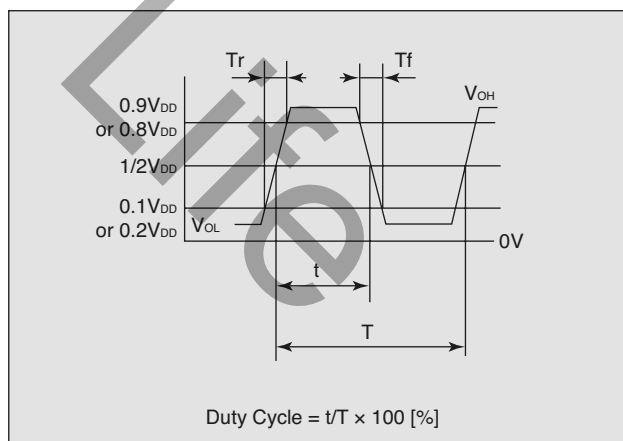 Tr
Tf
0.9VDD
or 0.8VDD
VOH
1/2VDD
0.1VDD
or 0.2VDD
VOL
0V
t
T
Duty Cycle = t/T × 100 [%]
Life